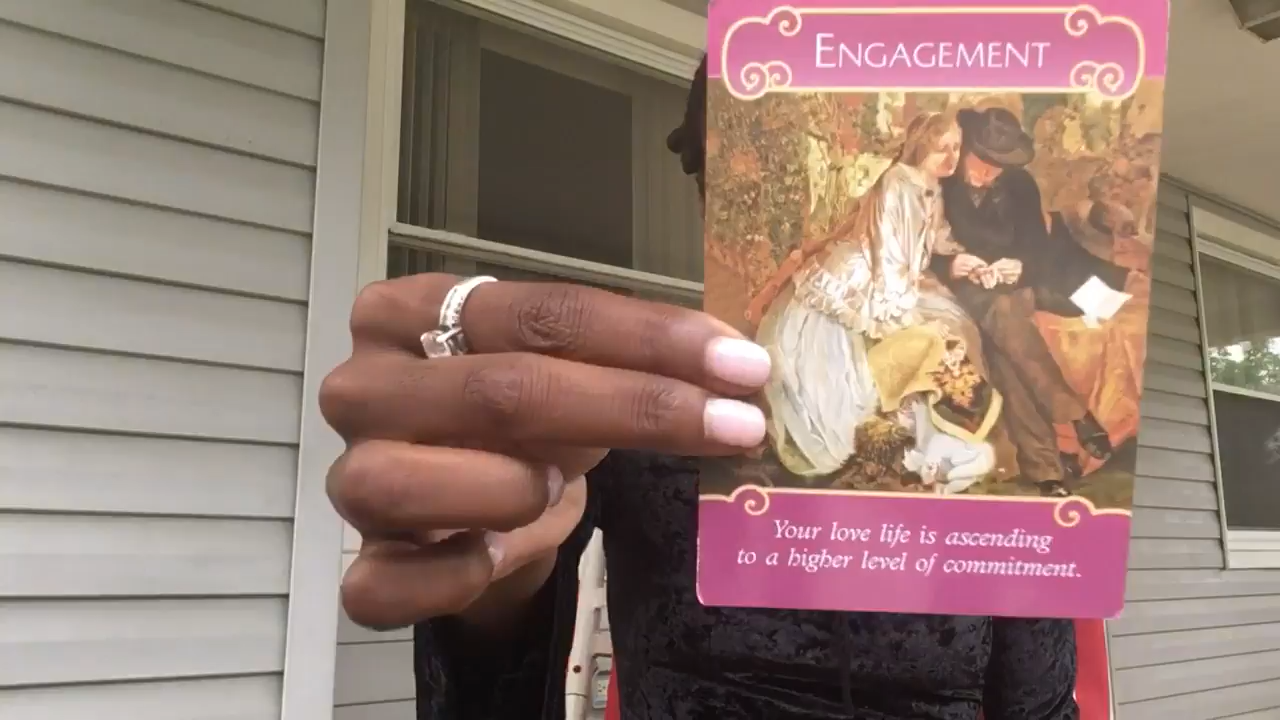 ENGAGEMENT
Your love life is ascending
to a higher level of commitment.